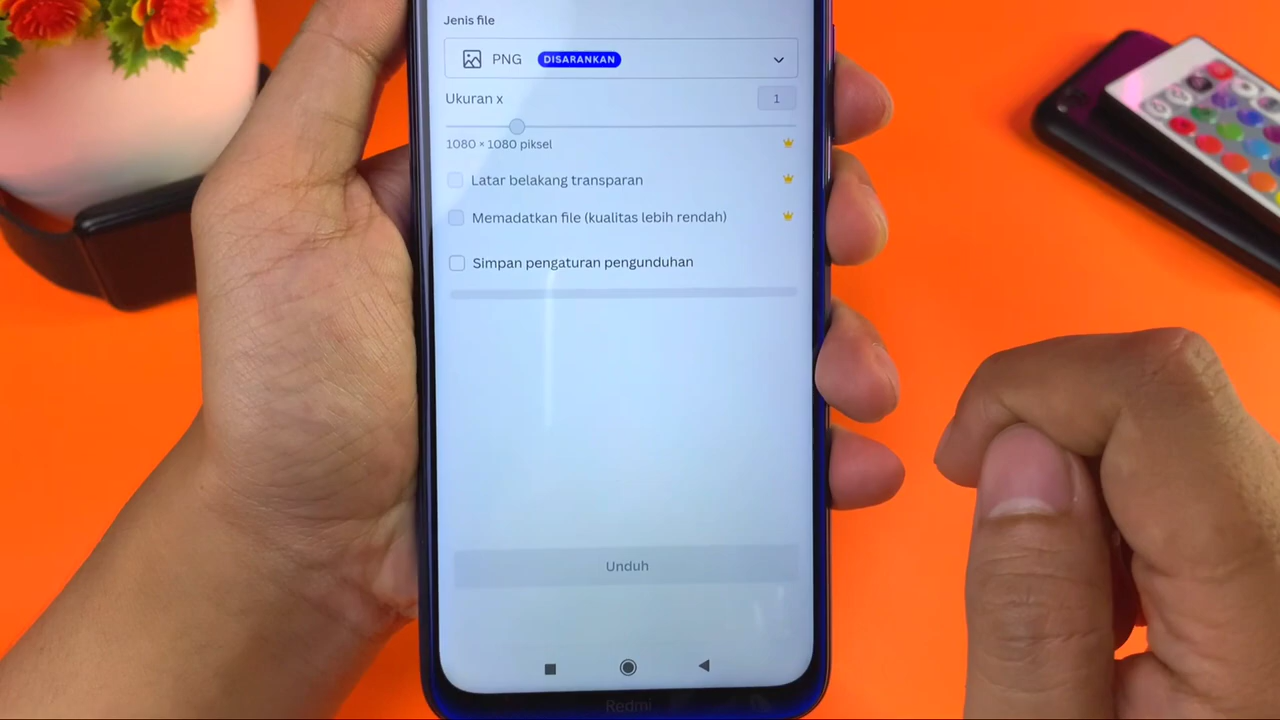 Jenis file
PNG DISARANKAN
Ukuran x 1
1080 × 1080 piksel
Latar belakang transparan
Memadatkan file (kualitas lebih rendah)
Simpan pengaturan pengunduhan
Unduh
Redmi